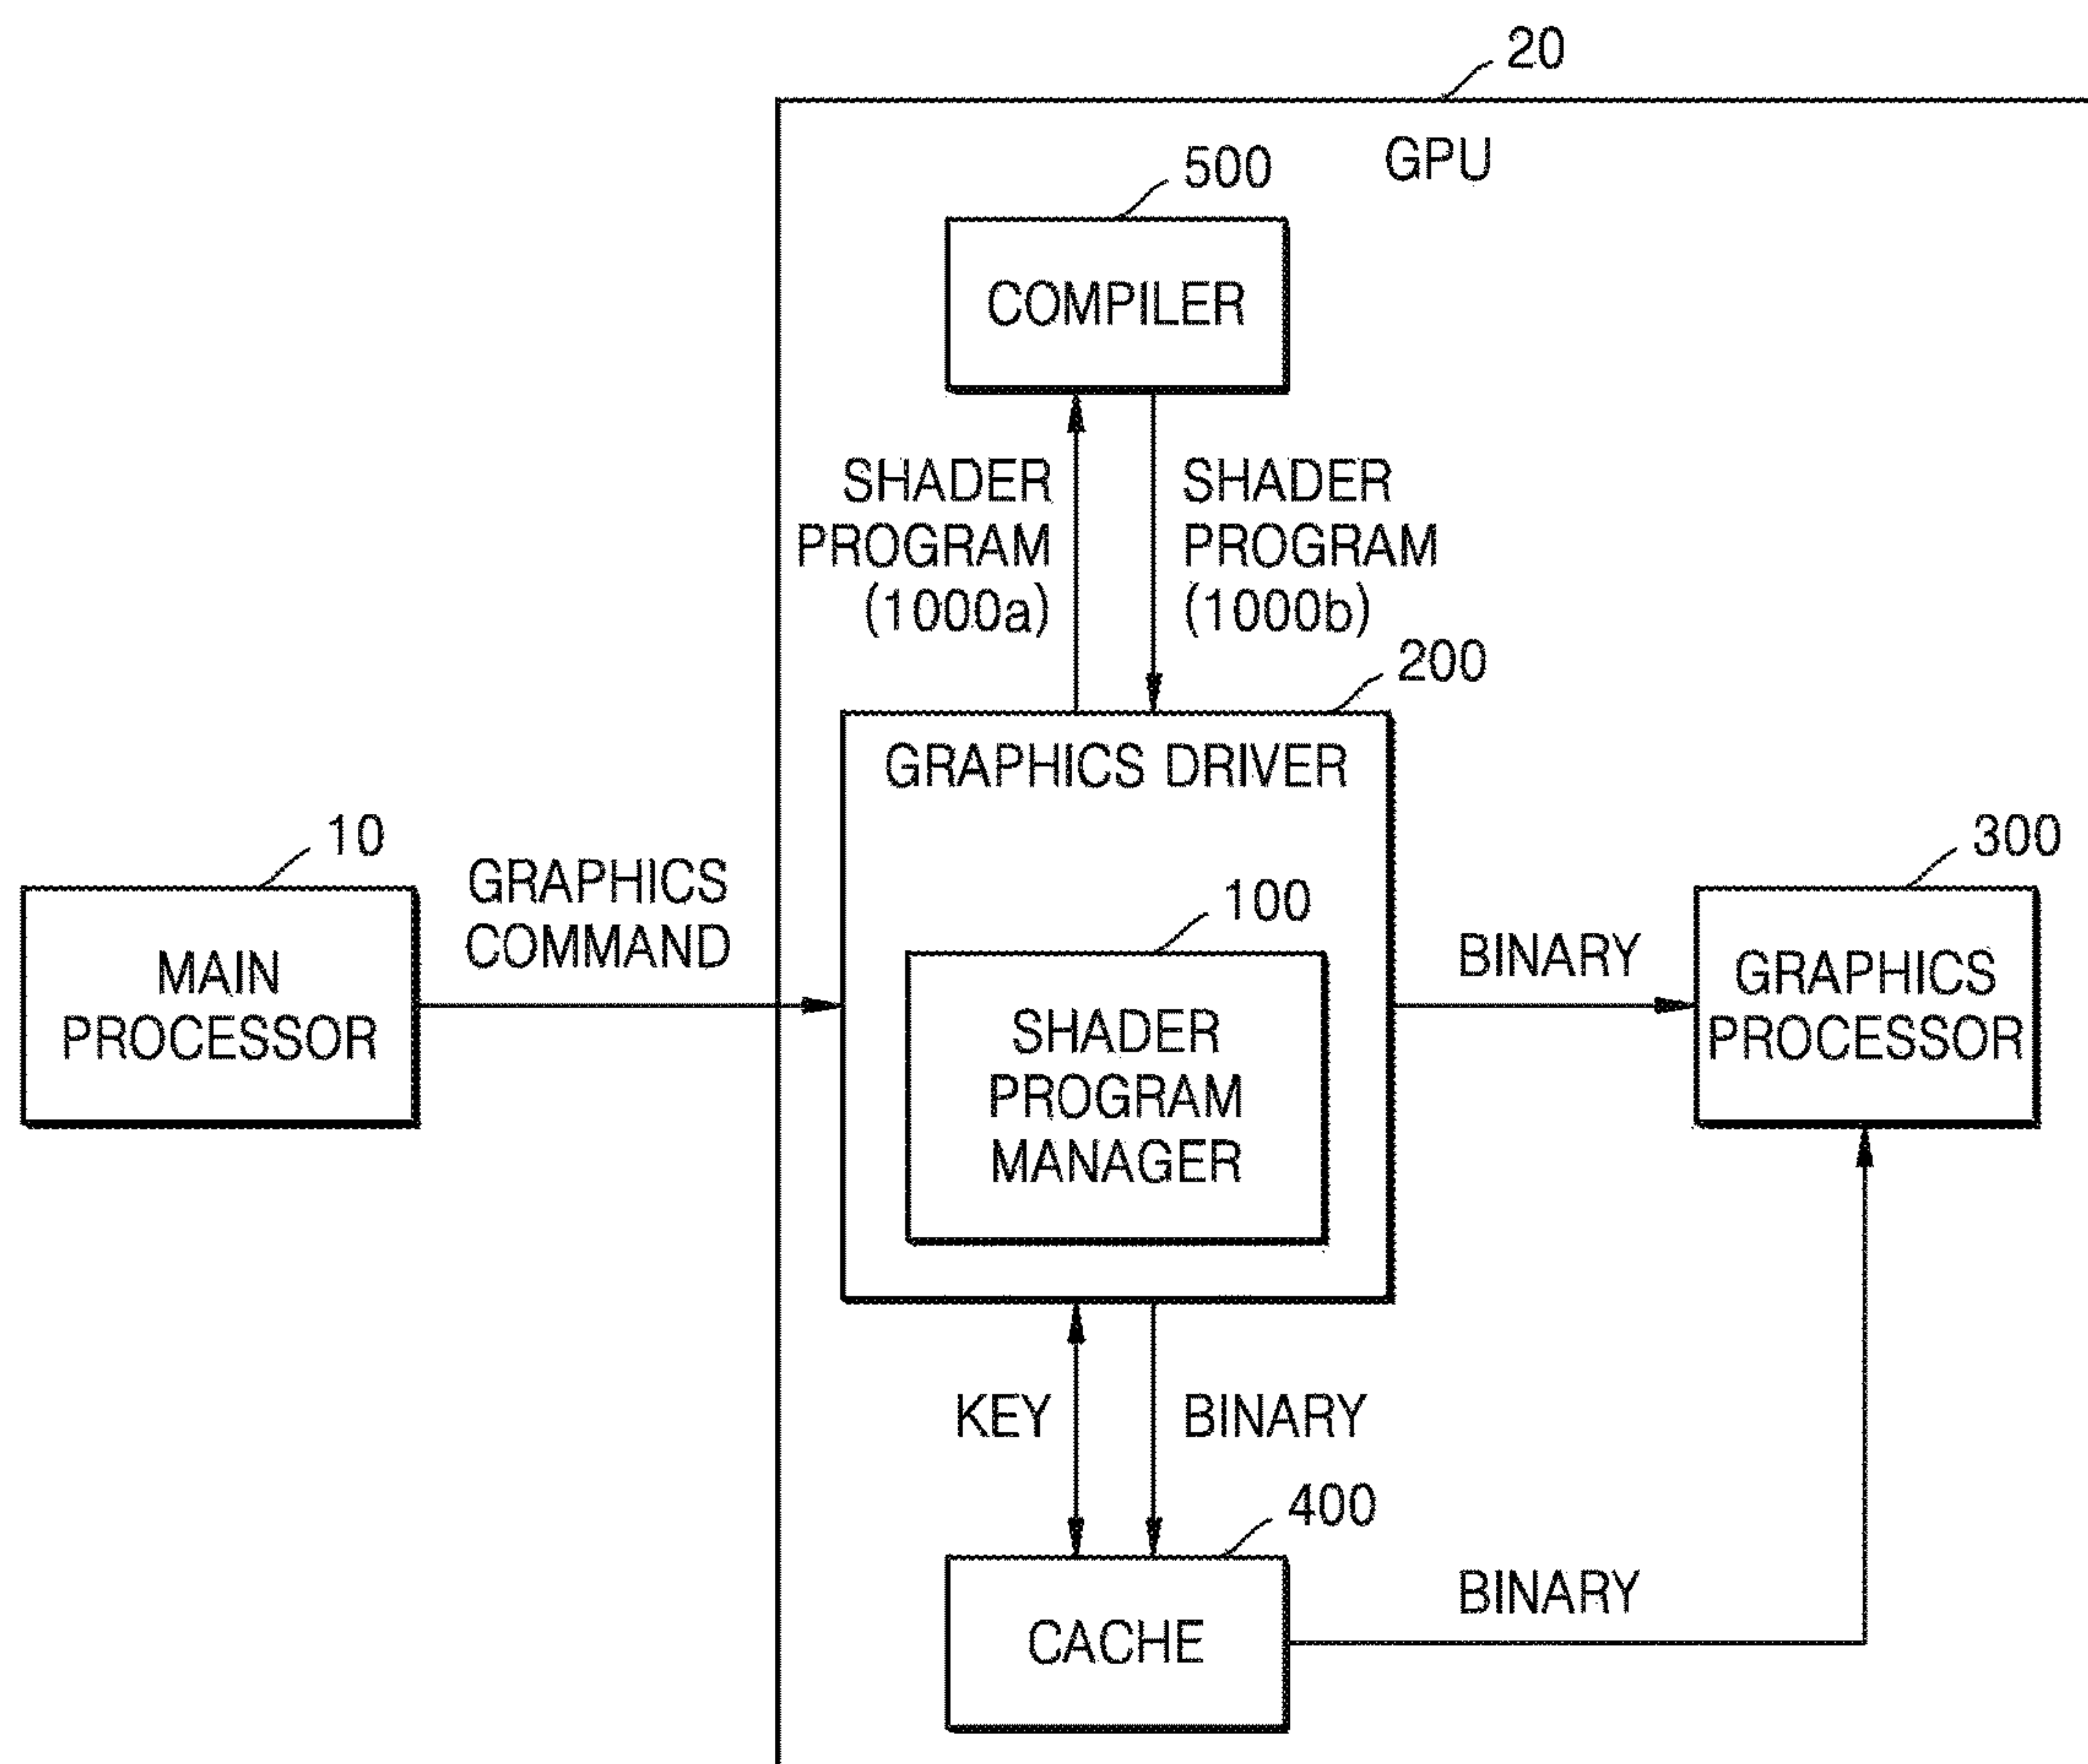 20
GPU
500
COMPILER
SHADER
PROGRAM
(1000a)
SHADER
PROGRAM
(1000b)
200
GRAPHICS DRIVER
10
MAIN
PROCESSOR
GRAPHICS
COMMAND
100
SHADER
PROGRAM
MANAGER
BINARY
300
GRAPHICS
PROCESSOR
KEY
BINARY
400
CACHE
BINARY